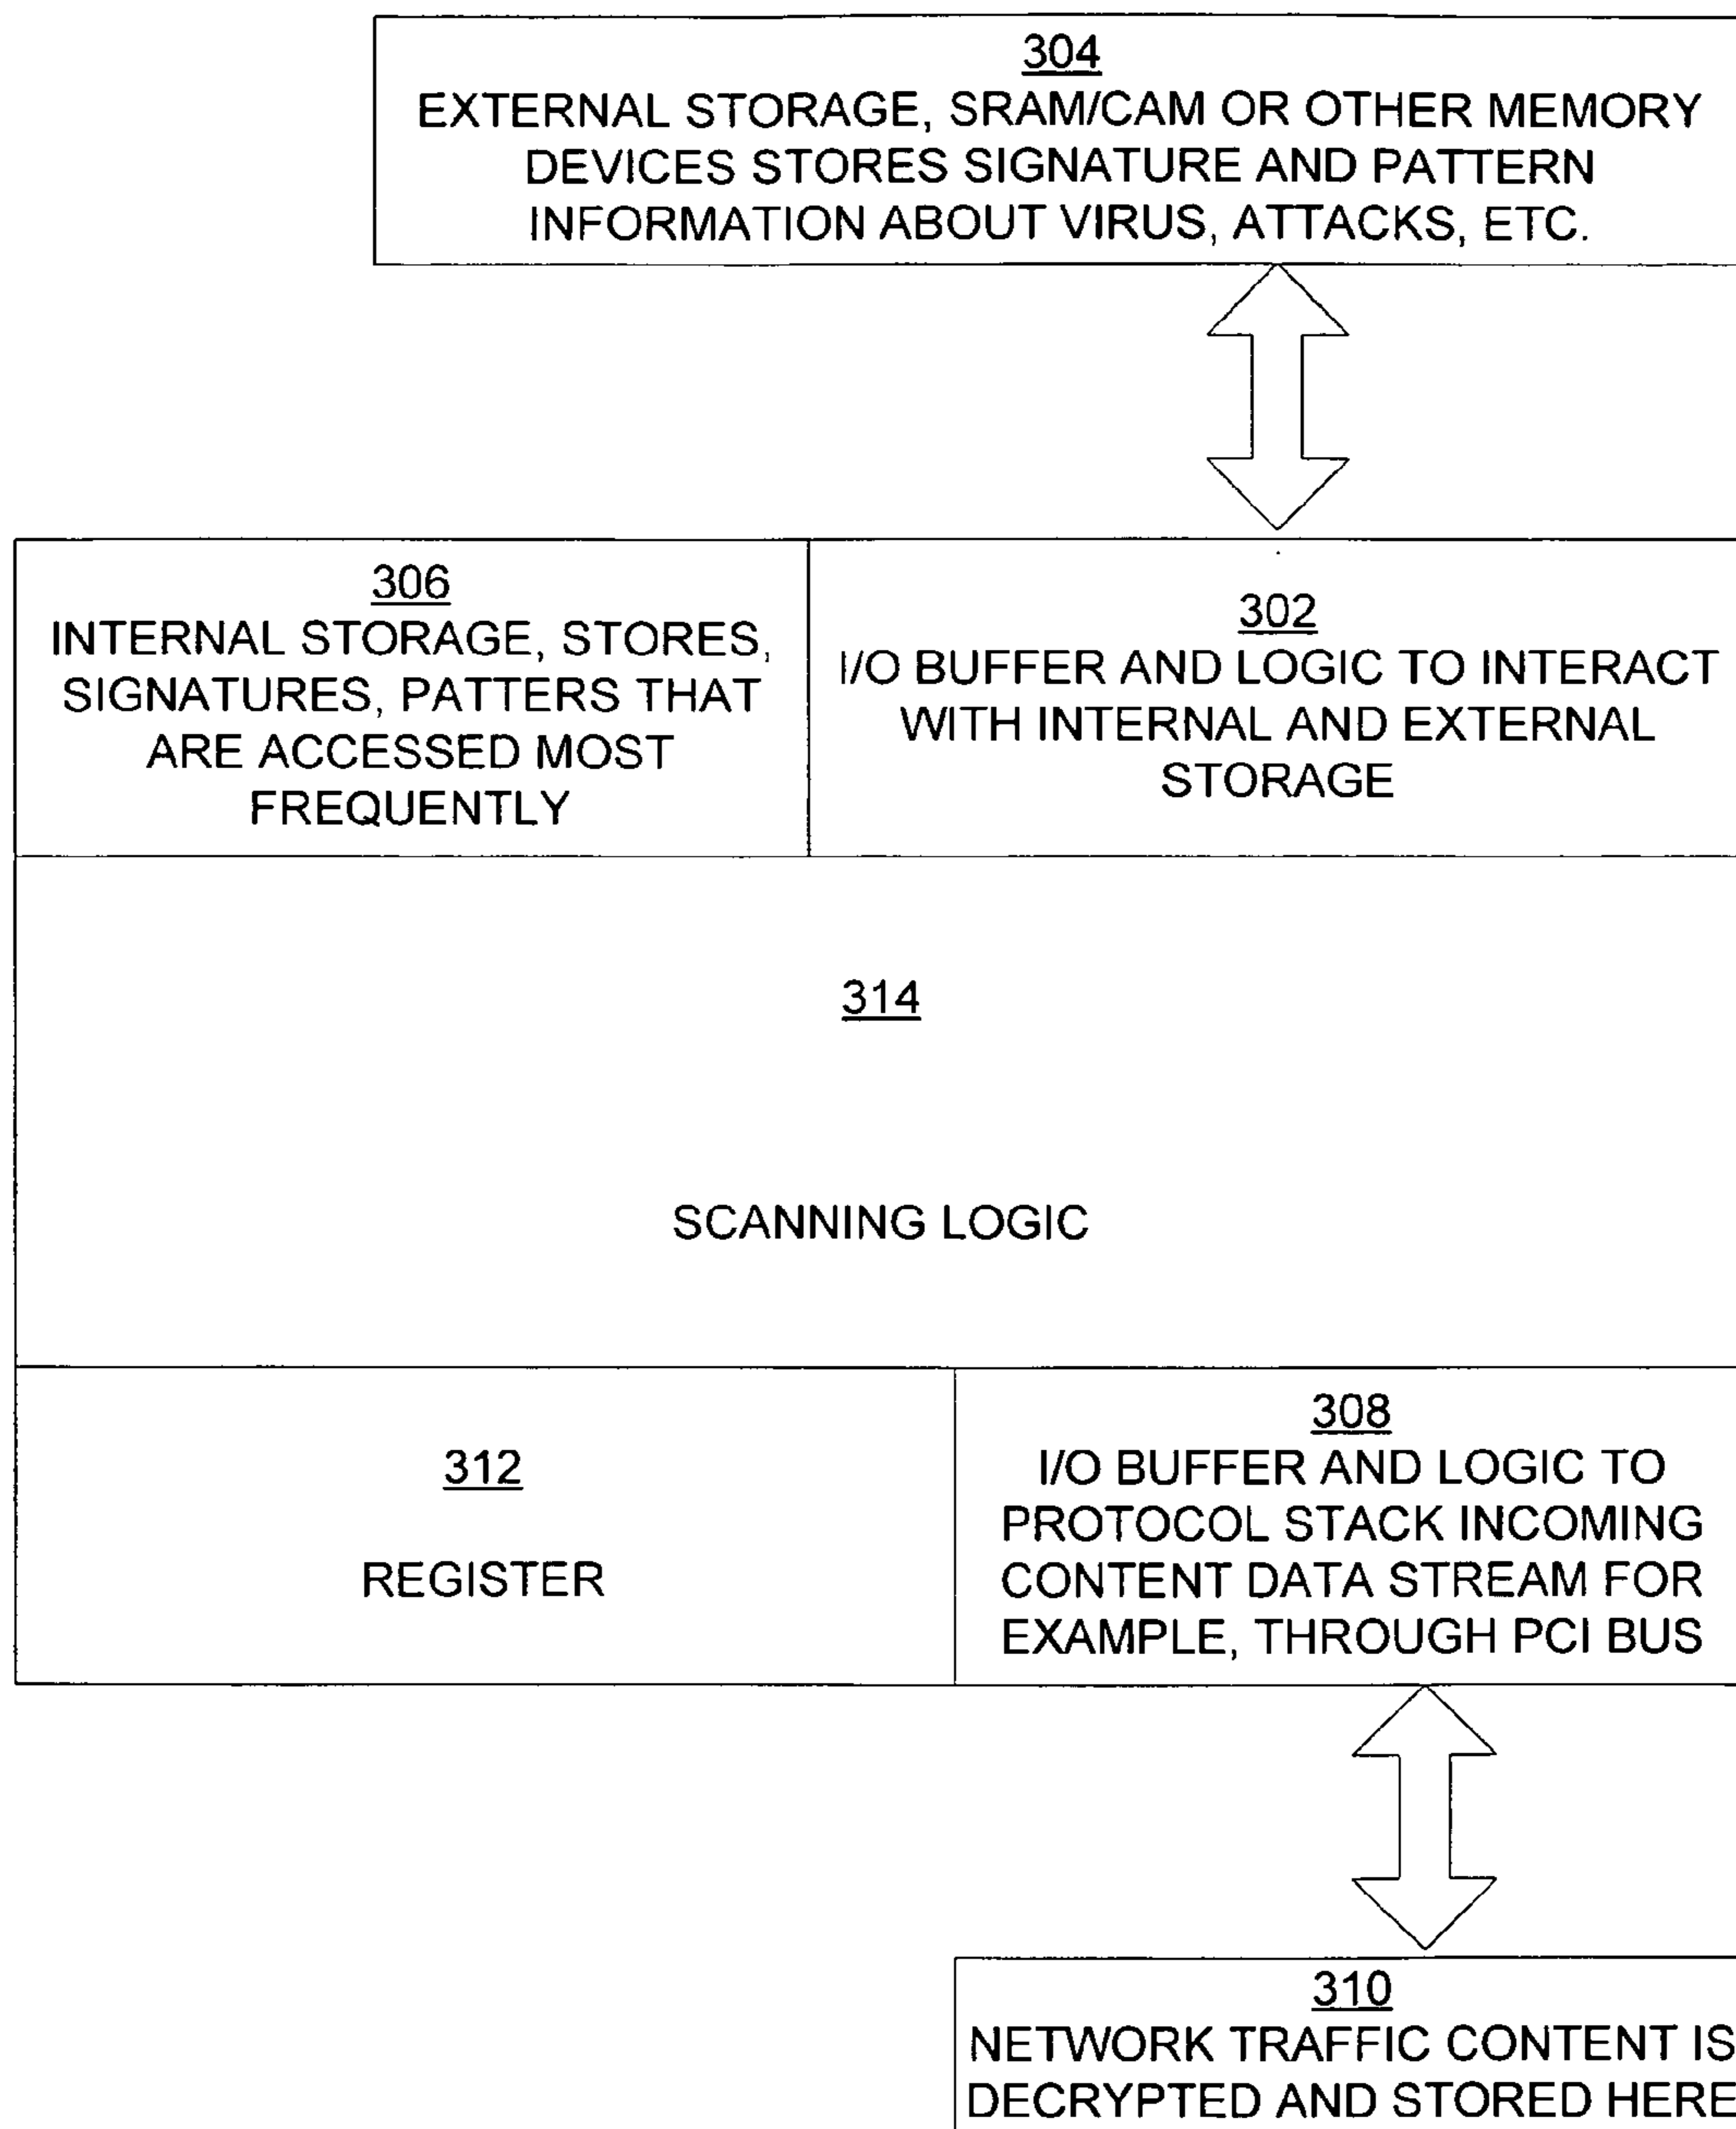 304
EXTERNAL STORAGE, SRAM/CAM OR OTHER MEMORY
DEVICES STORES SIGNATURE AND PATTERN
INFORMATION ABOUT VIRUS, ATTACKS, ETC.
306
INTERNAL STORAGE, STORES,
SIGNATURES, PATTERS THAT
ARE ACCESSED MOST
FREQUENTLY
302
I/O BUFFER AND LOGIC TO INTERACT
WITH INTERNAL AND EXTERNAL
STORAGE
314
SCANNING LOGIC
312
REGISTER
308
I/O BUFFER AND LOGIC TO
PROTOCOL STACK INCOMING
CONTENT DATA STREAM FOR
EXAMPLE, THROUGH PCI BUS
310
NETWORK TRAFFIC CONTENT IS
DECRYPTED AND STORED HERE